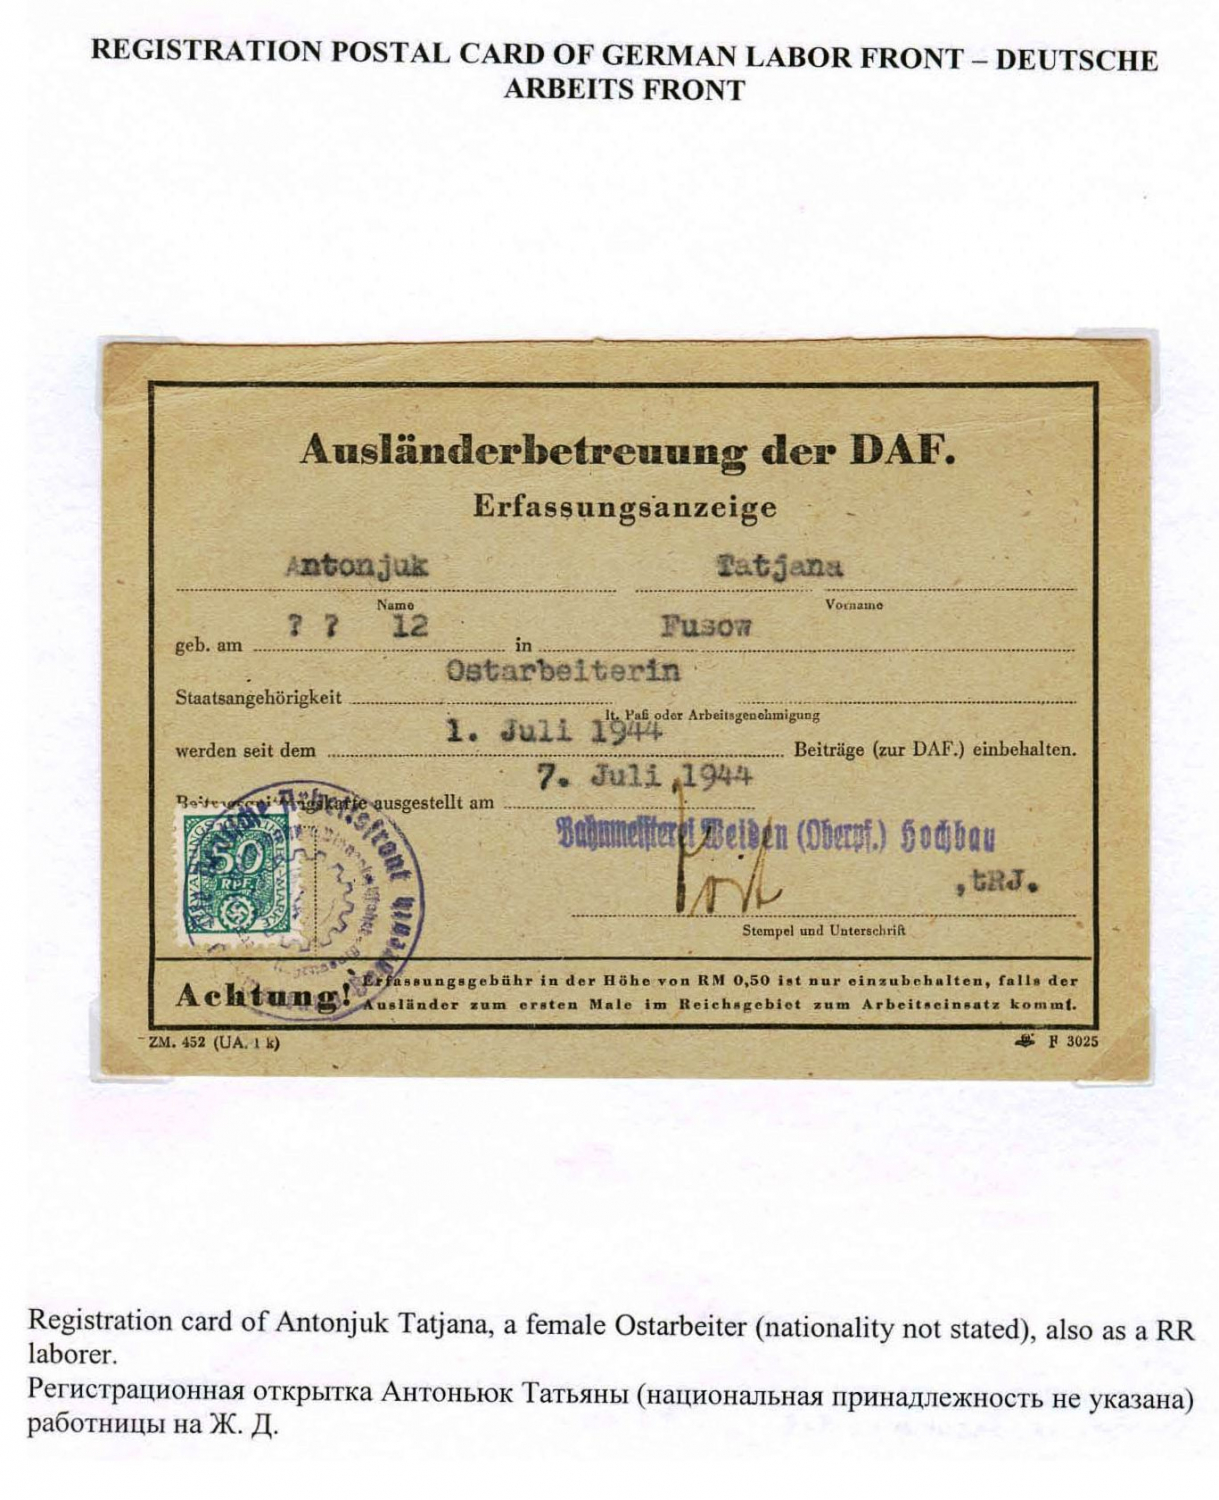 REGISTRATION POSTAL CARD OF GERMAN LABOR FRONT – DEUTSCHE
ARBEITS FRONT
Ausländerbetreuung der DAF.
Erfassungsanzeige
Antonjuk Tatjana
Name Vorname
geb. am ? ? 12 in Fusow
Staatsangehörigkeit Ostarbeiterin
lt. Paß oder Arbeitsgenehmigung
werden seit dem 1. Juli 1944 Beiträge (zur DAF.) einbehalten.
ausgestellt am 7. Juli 1944
Bahnmeisterei Weiden (Oberpf.) Hochbau
,tRJ.
Stempel und Unterschrift
50
RPF
Deutsche Arbeitsfront
Achtung! Erfassungsgebühr in der Höhe von RM 0,50 ist nur einzubehalten, falls der
Ausländer zum ersten Male im Reichsgebiet zum Arbeitseinsatz kommt.
ZM. 452 (UA. 1 k) F 3025
Registration card of Antonjuk Tatjana, a female Ostarbeiter (nationality not stated), also as a RR
laborer.
Регистрационная открытка Антоньюк Татьяны (национальная принадлежность не указана)
работницы на Ж. Д.